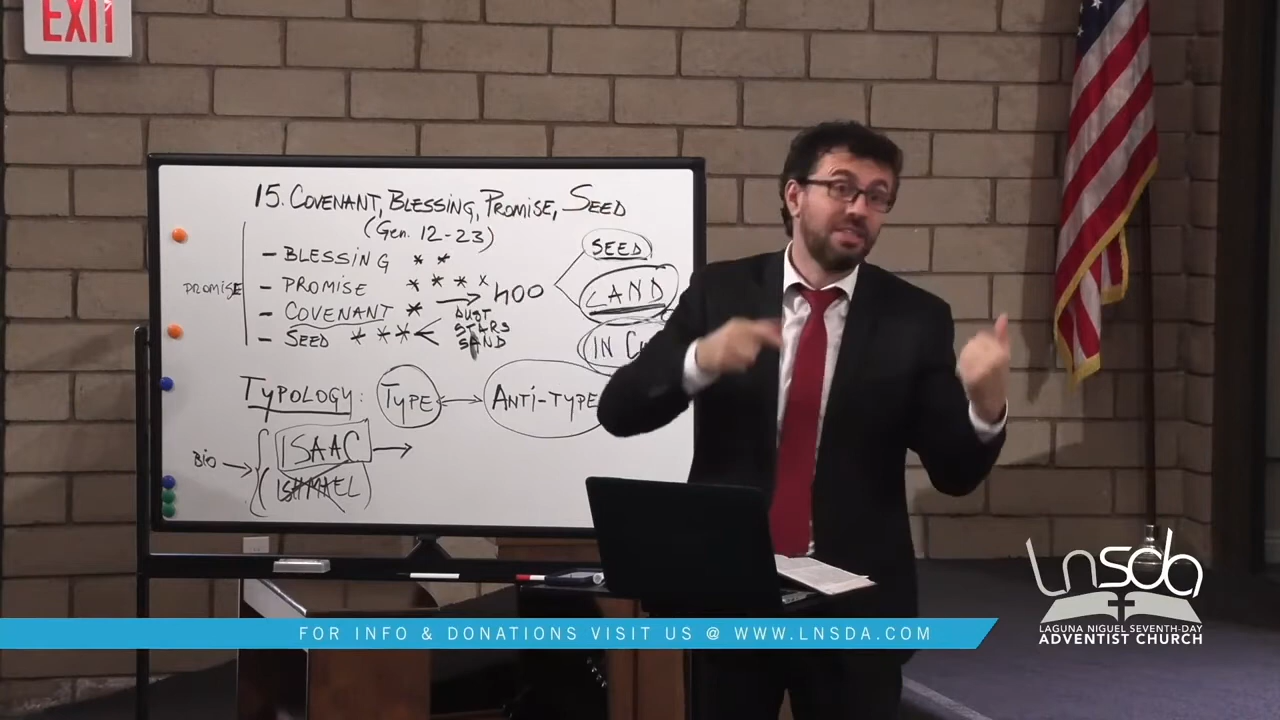 EXIT
15. COVENANT, BLESSING, PROMISE, SEED
(Gen. 12-23)
- BLESSING * *
PROMISE
- PROMISE * * * * 400
- COVENANT *
- SEED * * *
DUST
STARS
SAND
SEED
LAND
IN
TYPOLOGY: TYPE ANTI-TYPE
Bio
ISAAC
ISHMAEL
FOR INFO & DONATIONS VISIT US @ WWW.LNSDA.COM
LNSDA
LAGUNA NIGUEL SEVENTH-DAY
ADVENTIST CHURCH